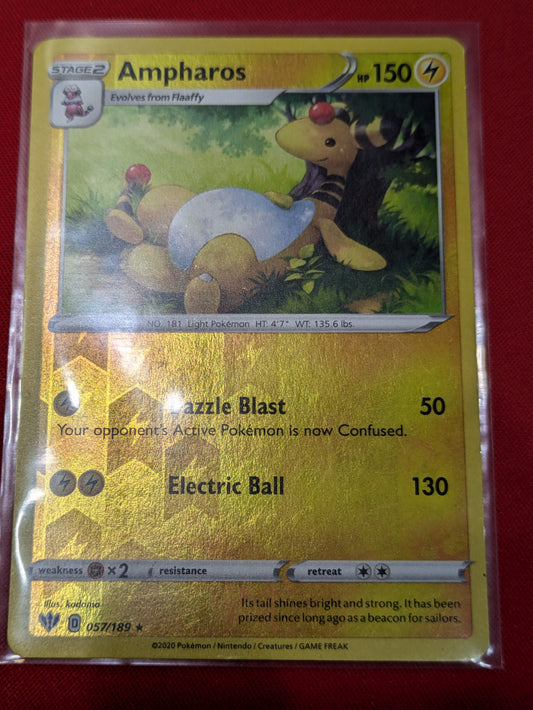 STAGE 2 Ampharos HP 150
Evolves from Flaaffy
NO. 181 Light Pokémon HT: 4'7" WT: 135.6 lbs.
Dazzle Blast 50
Your opponent's Active Pokémon is now Confused.
Electric Ball 130
weakness ×2 resistance retreat
Illus. kodama
D 057/189 ★
Its tail shines bright and strong. It has been
prized since long ago as a beacon for sailors.
©2020 Pokémon / Nintendo / Creatures / GAME FREAK